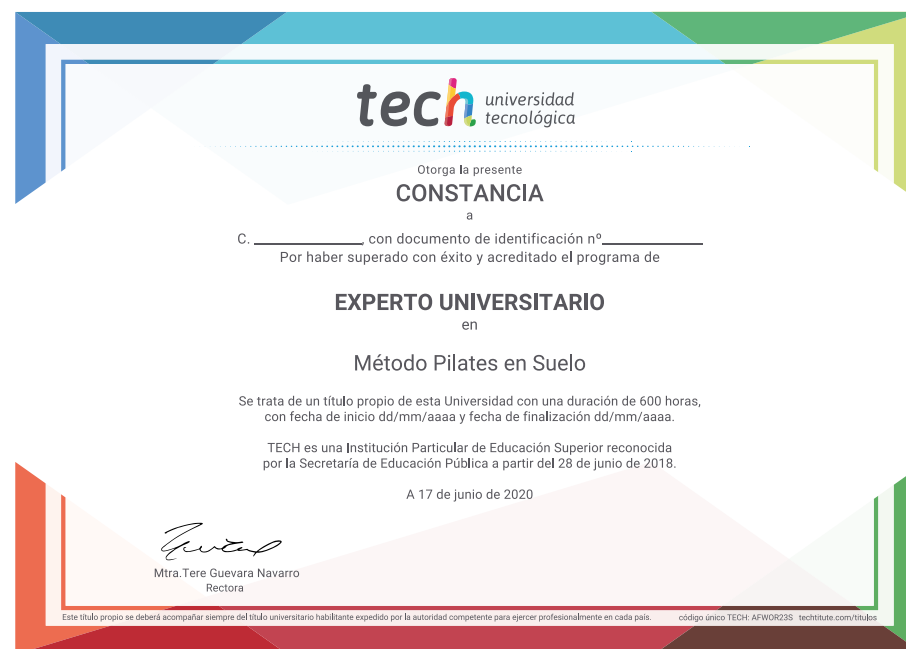 tech universidad
tecnológica
Otorga la presente
CONSTANCIA
a
C. ______________, con documento de identificación nº_____________
Por haber superado con éxito y acreditado el programa de
EXPERTO UNIVERSITARIO
en
Método Pilates en Suelo
Se trata de un título propio de esta Universidad con una duración de 600 horas,
con fecha de inicio dd/mm/aaaa y fecha de finalización dd/mm/aaaa.
TECH es una Institución Particular de Educación Superior reconocida
por la Secretaría de Educación Pública a partir del 28 de junio de 2018.
A 17 de junio de 2020
Mtra.Tere Guevara Navarro
Rectora
Este título propio se deberá acompañar siempre del título universitario habilitante expedido por la autoridad competente para ejercer profesionalmente en cada país. código único TECH: AFWOR23S techtitute.com/titulos